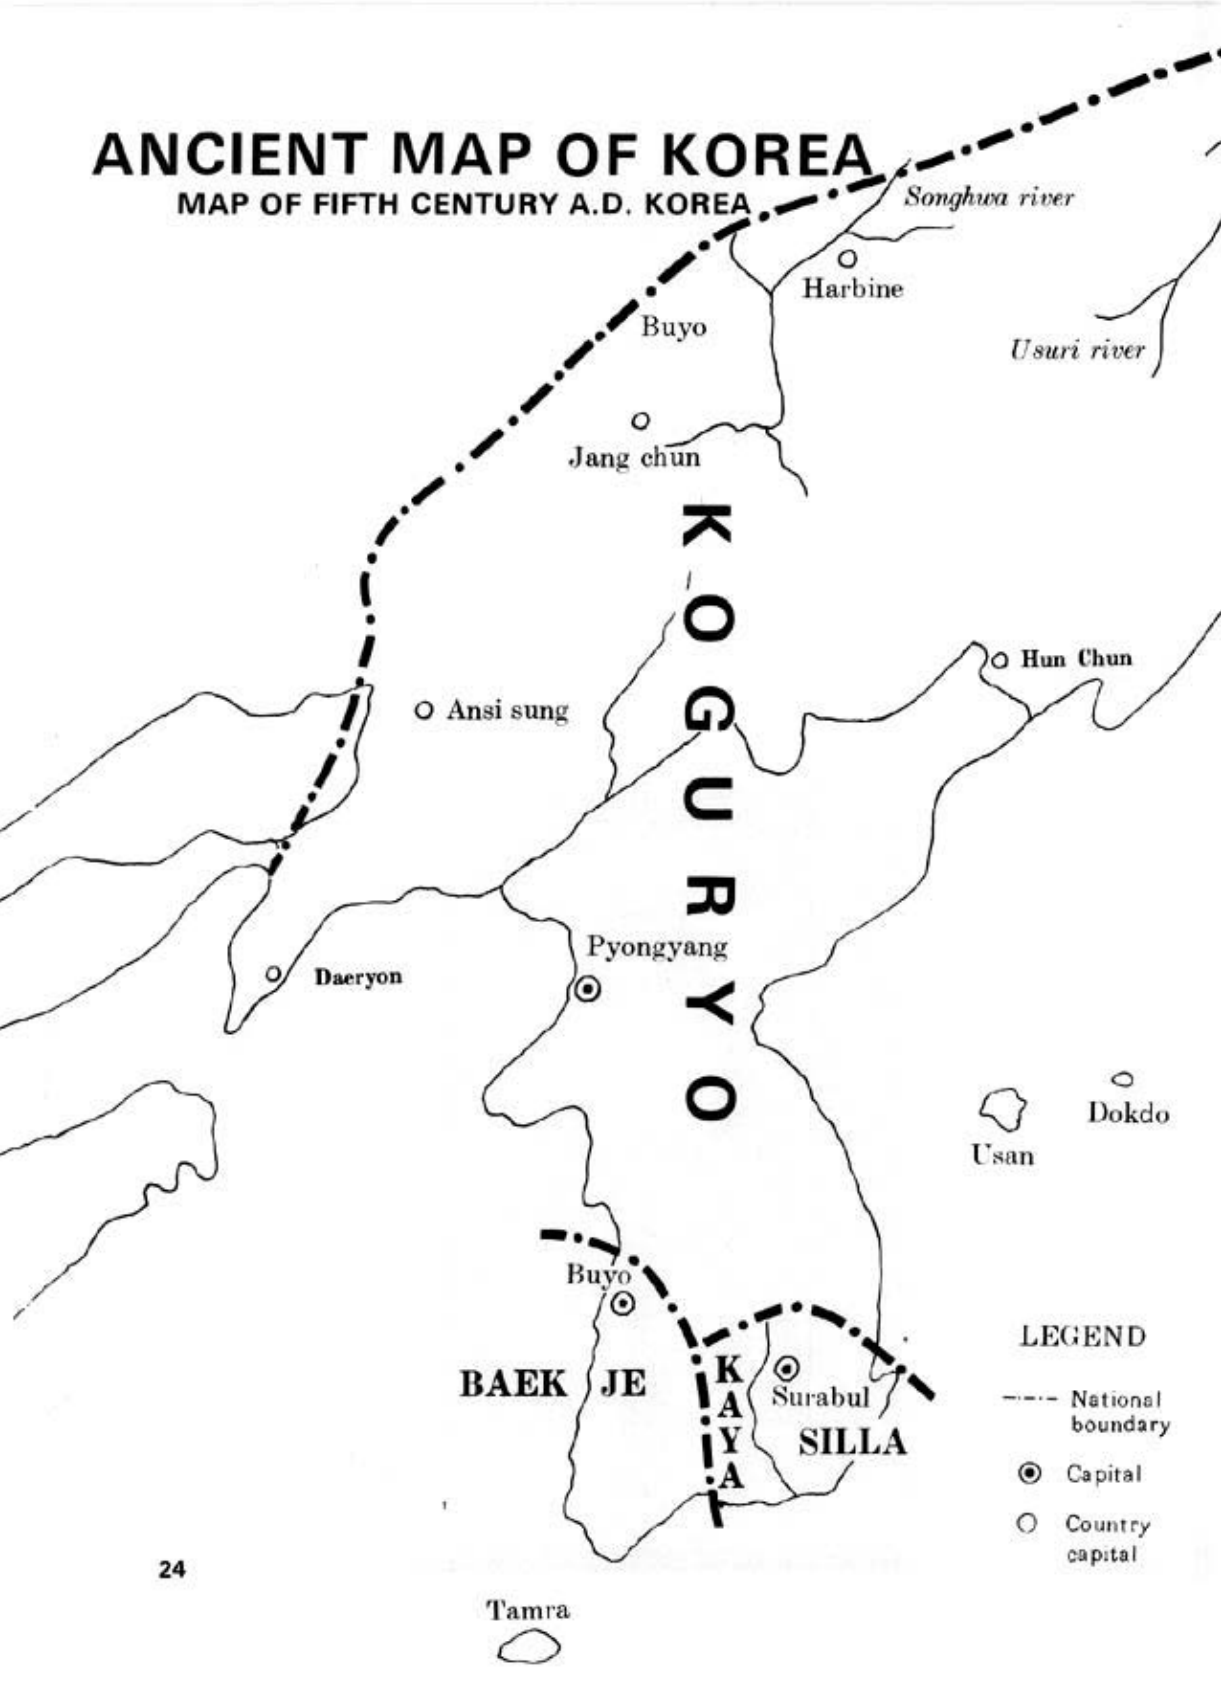 ANCIENT MAP OF KOREA
MAP OF FIFTH CENTURY A.D. KOREA
Songhwa river
Harbine
Buyo
Usuri river
Jang chun
KOGURYO
Hun Chun
Ansi sung
Pyongyang
Daeryon
Dokdo
Usan
Buyo
LEGEND
BAEK JE
KAYA
Surabul
National
boundary
SILLA
Capital
Country
capital
24
Tamra